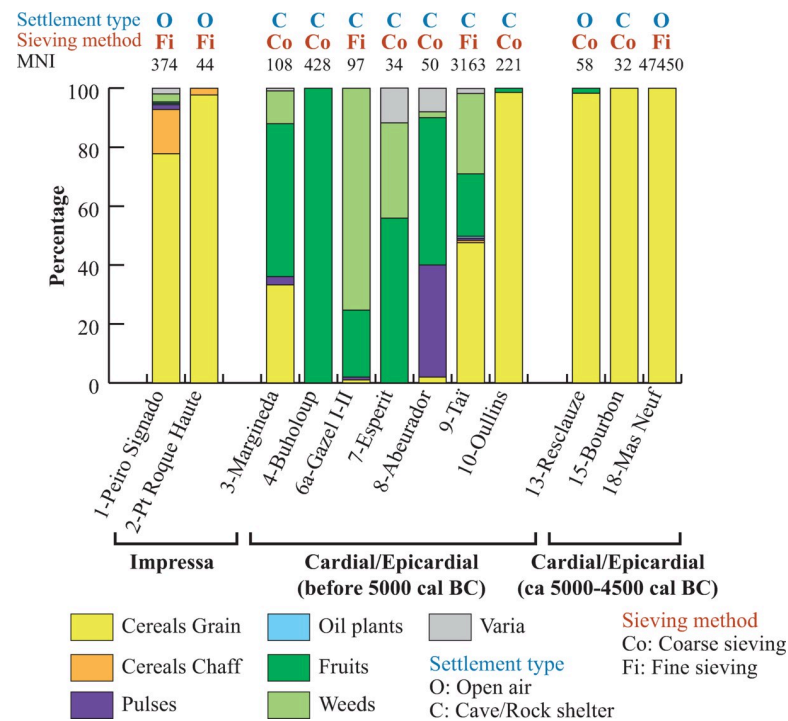 Settlement type O O C C C C C C C O C O
Sieving method Fi Fi Co Co Fi Co Co Fi Co Co Co Fi
MNI 374 44 108 428 97 34 50 3163 221 58 32 47450
100
80
60
40
20
0
Percentage
1-Peiro Signado
2-Pt Roque Haute
3-Margineda
4-Buholoup
6a-Gazel I-II
7-Esperit
8-Abeurador
9-Taï
10-Oullins
13-Resclauze
15-Bourbon
18-Mas Neuf
Impressa
Cardial/Epicardial
(before 5000 cal BC)
Cardial/Epicardial
(ca 5000-4500 cal BC)
Cereals Grain
Cereals Chaff
Pulses
Oil plants
Fruits
Weeds
Varia
Settlement type
O: Open air
C: Cave/Rock shelter
Sieving method
Co: Coarse sieving
Fi: Fine sieving